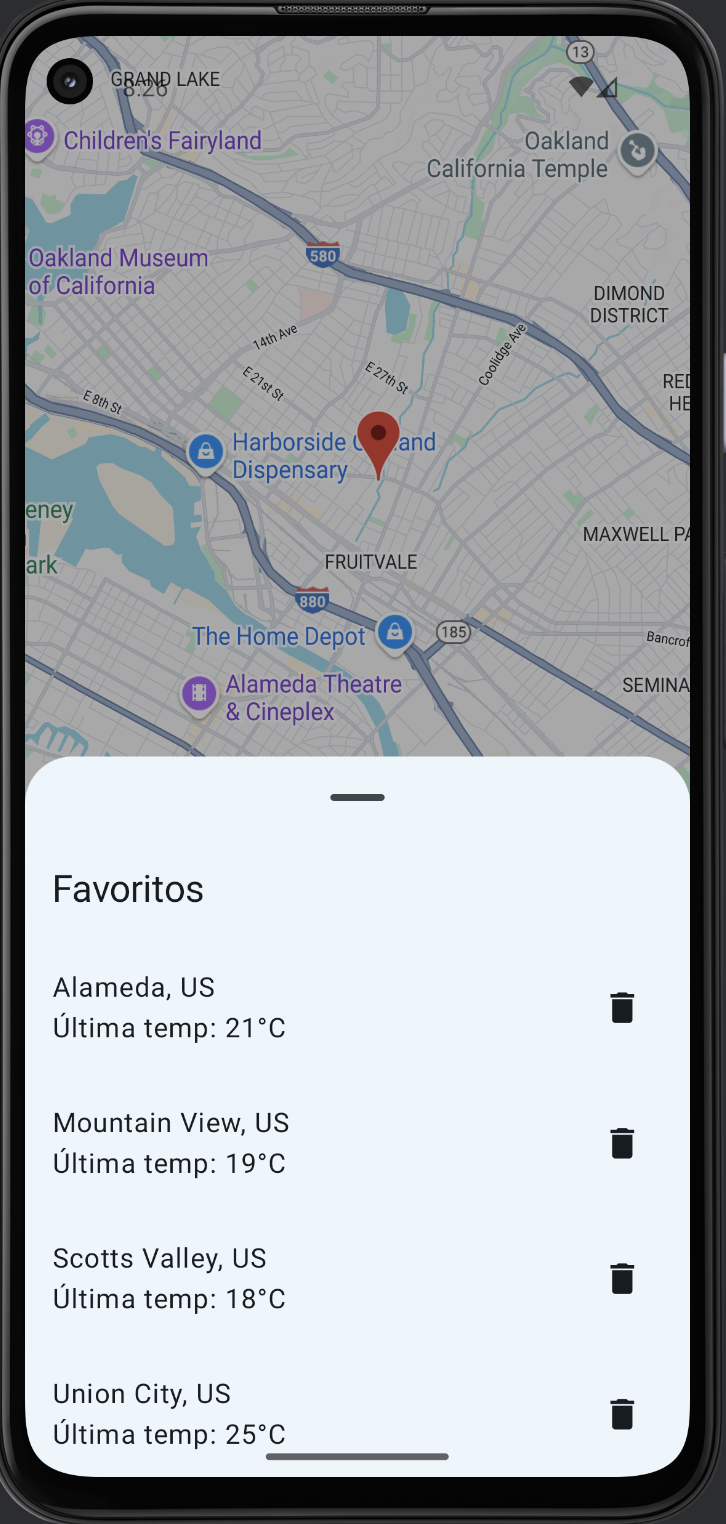 13
GRAND LAKE
8:26
Children's Fairyland
Oakland
California Temple
580
Oakland Museum
of California
DIMOND
DISTRICT
14th Ave
Coolidge Ave
E 21st St
E 27th St
RED
HE
E 8th St
Harborside Oakland
Dispensary
eney
ark
MAXWELL PA
FRUITVALE
880
The Home Depot
185
Bancrof
Alameda Theatre
& Cineplex
SEMINA
Favoritos
Alameda, US
Última temp: 21°C
Mountain View, US
Última temp: 19°C
Scotts Valley, US
Última temp: 18°C
Union City, US
Última temp: 25°C